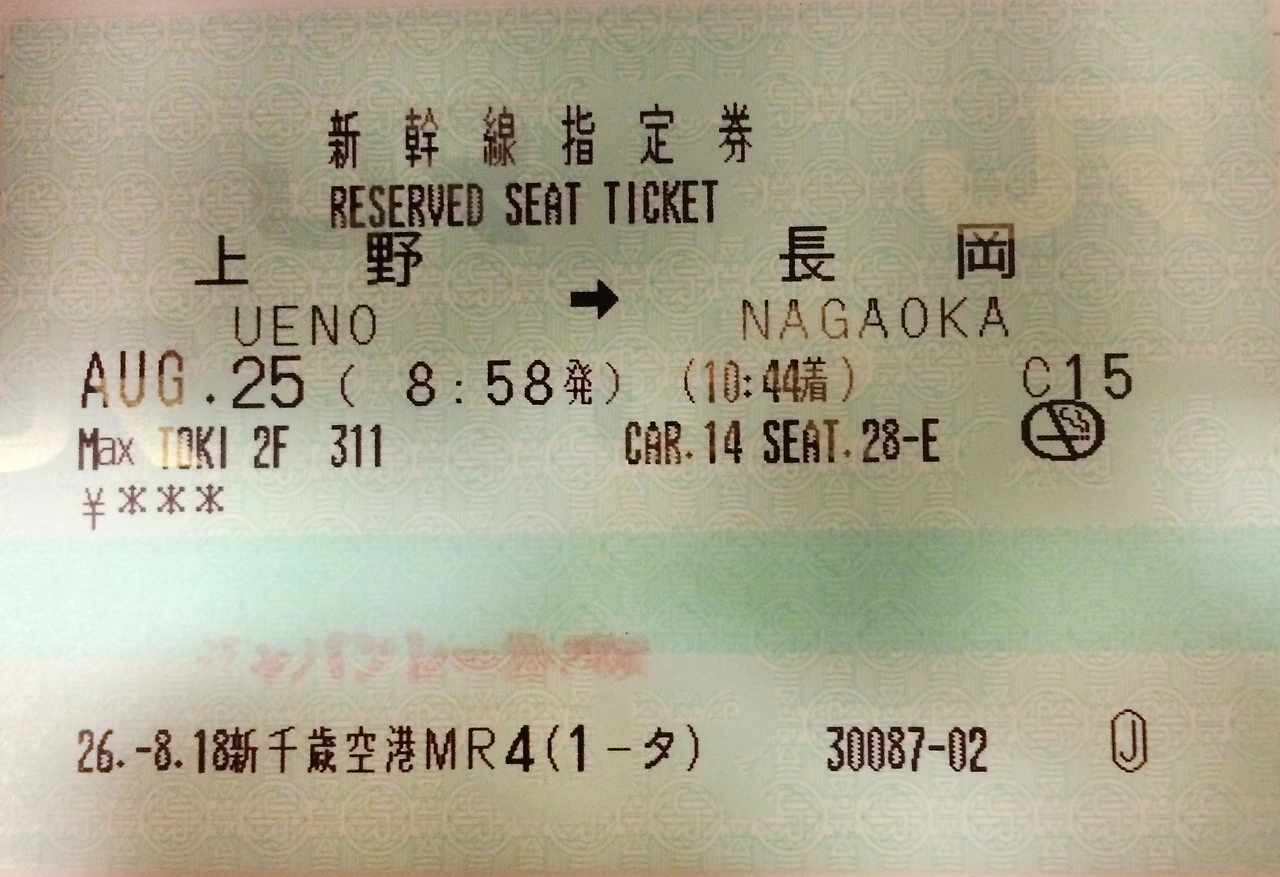 新幹線指定券
RESERVED SEAT TICKET
上野 ➡ 長岡
UENO NAGAOKA
AUG.25 ( 8:58発) (10:44着) C15
Max TOKI 2F 311 CAR.14 SEAT.28-E
¥***
26.-8.18新千歳空港MR4(1-タ) 30087-02 Ⓙ